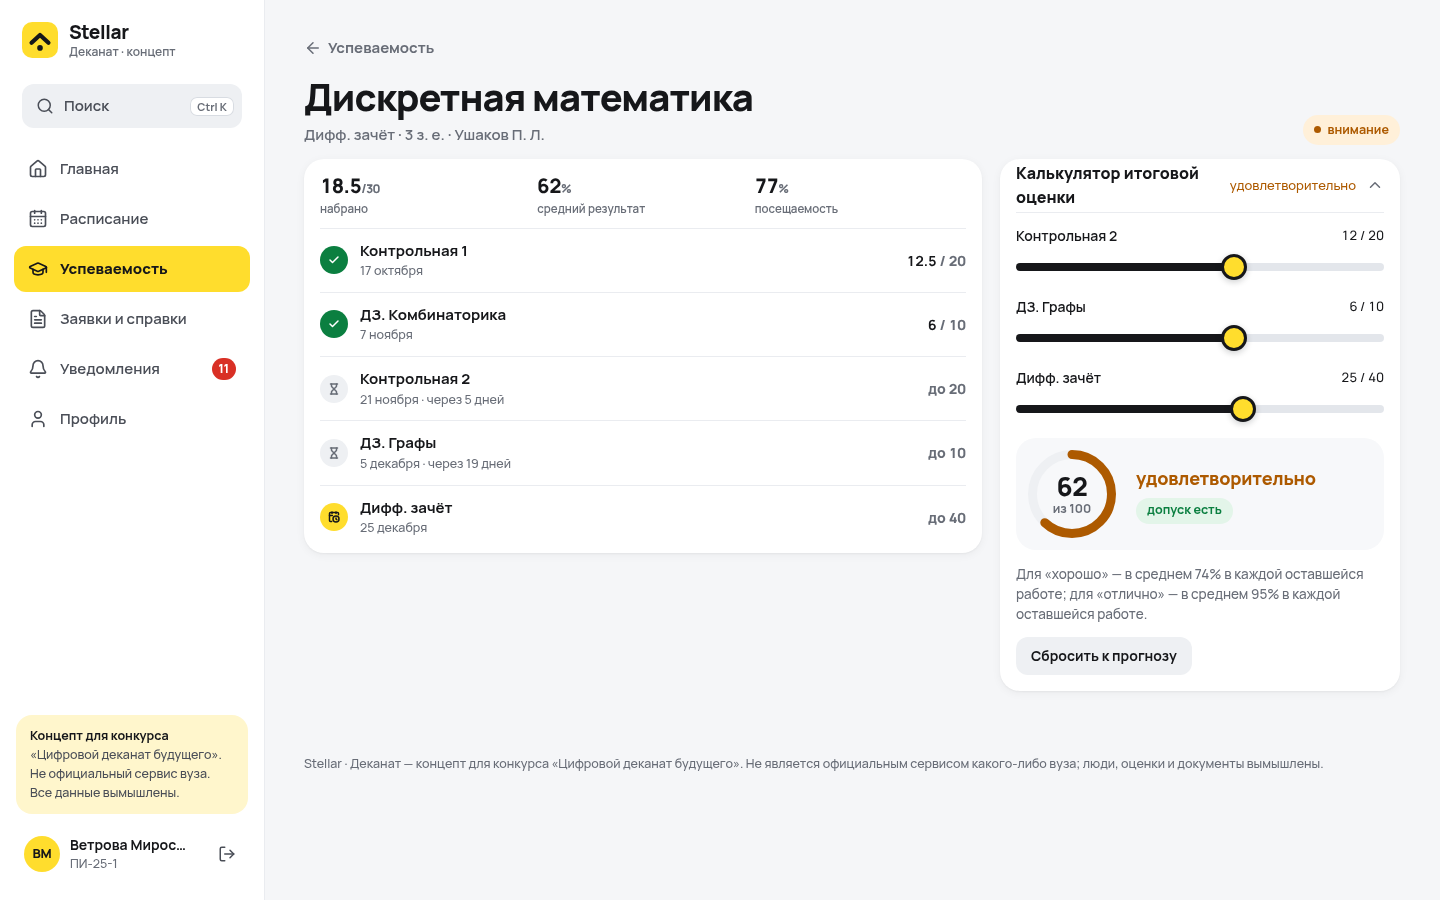 Stellar
Деканат · концепт
Поиск
Ctrl K
Главная
Расписание
Успеваемость
Заявки и справки
Уведомления
11
Профиль
Концепт для конкурса
«Цифровой деканат будущего».
Не официальный сервис вуза.
Все данные вымышлены.
ВМ
Ветрова Мирос...
ПИ-25-1
Успеваемость
Дискретная математика
Дифф. зачёт · 3 з. е. · Ушаков П. Л.
внимание
18.5/30
набрано
62%
средний результат
77%
посещаемость
Контрольная 1
17 октября
12.5 / 20
ДЗ. Комбинаторика
7 ноября
6 / 10
Контрольная 2
21 ноября · через 5 дней
до 20
ДЗ. Графы
5 декабря · через 19 дней
до 10
Дифф. зачёт
25 декабря
до 40
Калькулятор итоговой
оценки
удовлетворительно
Контрольная 2
12 / 20
ДЗ. Графы
6 / 10
Дифф. зачёт
25 / 40
62
из 100
удовлетворительно
допуск есть
Для «хорошо» — в среднем 74% в каждой оставшейся
работе; для «отлично» — в среднем 95% в каждой
оставшейся работе.
Сбросить к прогнозу
Stellar · Деканат — концепт для конкурса «Цифровой деканат будущего». Не является официальным сервисом какого-либо вуза; люди, оценки и документы вымышлены.